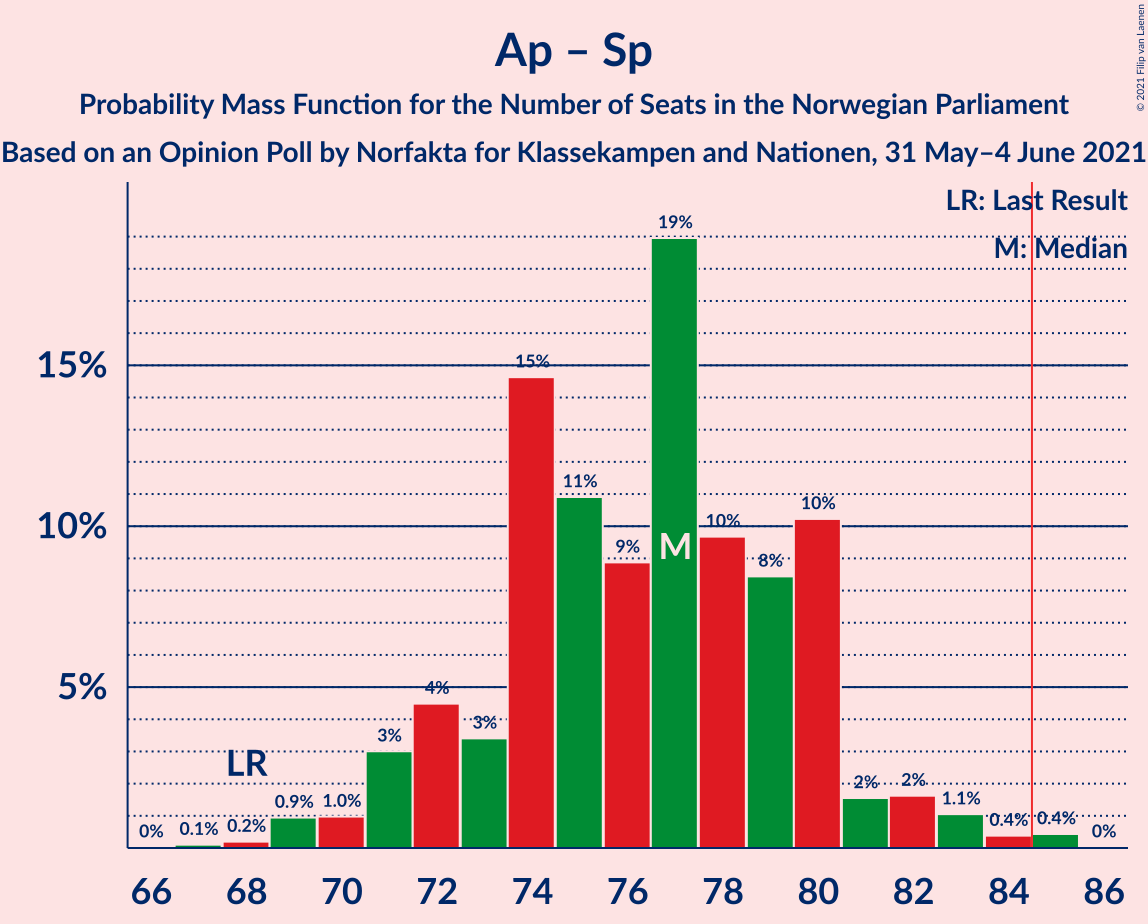 Ap – Sp
Probability Mass Function for the Number of Seats in the Norwegian Parliament
Based on an Opinion Poll by Norfakta for Klassekampen and Nationen, 31 May–4 June 2021
© 2021 Filip van Laenen
LR: Last Result
M: Median
15%
10%
5%
0%
0.1%
0.2%
0.9%
1.0%
3%
4%
3%
15%
11%
9%
19%
10%
8%
10%
2%
2%
1.1%
0.4%
0.4%
0%
LR
M
66 68 70 72 74 76 78 80 82 84 86